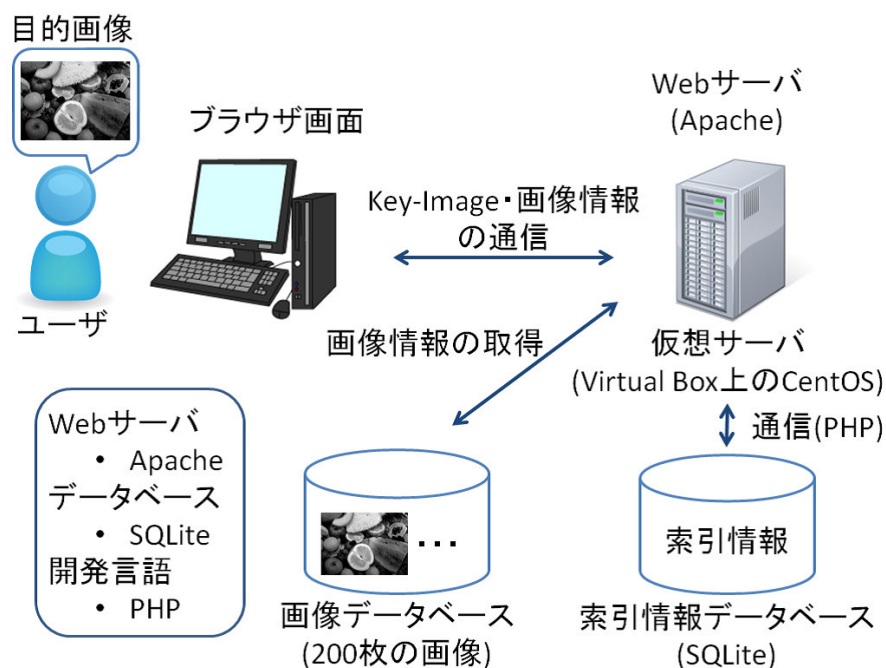 目的画像
ブラウザ画面
Webサーバ
(Apache)
Key-Image・画像情報
の通信
ユーザ
画像情報の取得
仮想サーバ
(Virtual Box上のCentOS)
通信(PHP)
Webサーバ
• Apache
データベース
• SQLite
開発言語
• PHP
・・・
索引情報
画像データベース
(200枚の画像)
索引情報データベース
(SQLite)